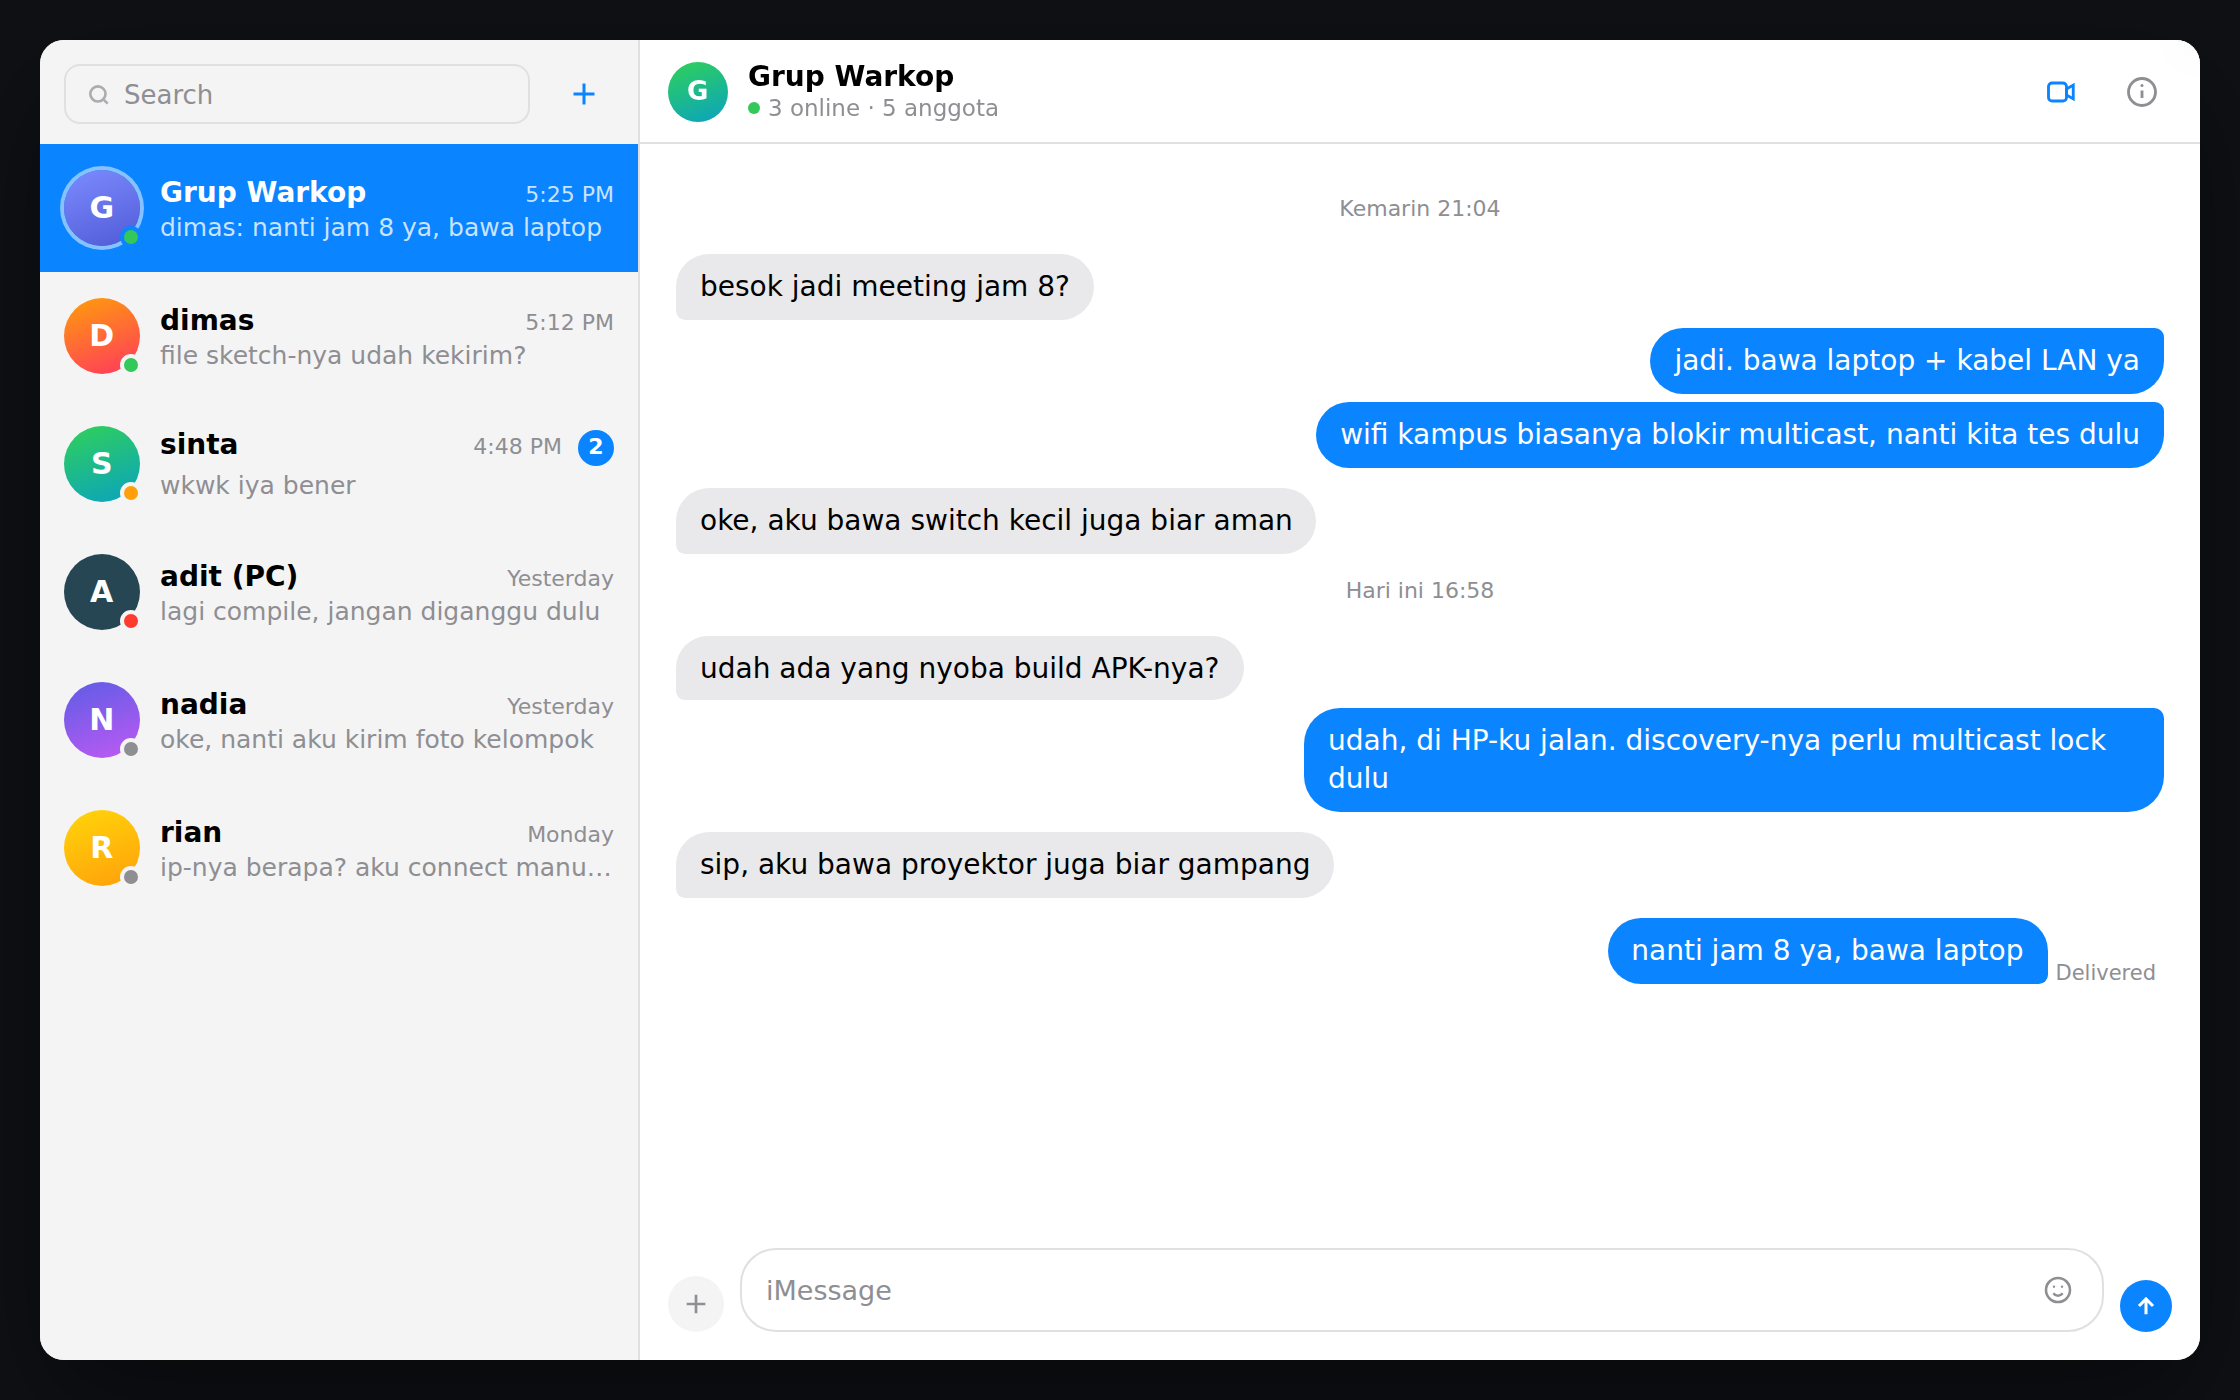 Search
G
Grup Warkop
5:25 PM
dimas: nanti jam 8 ya, bawa laptop
D
dimas
5:12 PM
file sketch-nya udah kekirim?
S
sinta
4:48 PM
2
wkwk iya bener
A
adit (PC)
Yesterday
lagi compile, jangan diganggu dulu
N
nadia
Yesterday
oke, nanti aku kirim foto kelompok
R
rian
Monday
ip-nya berapa? aku connect manu...
G
Grup Warkop
3 online · 5 anggota
Kemarin 21:04
besok jadi meeting jam 8?
jadi. bawa laptop + kabel LAN ya
wifi kampus biasanya blokir multicast, nanti kita tes dulu
oke, aku bawa switch kecil juga biar aman
Hari ini 16:58
udah ada yang nyoba build APK-nya?
udah, di HP-ku jalan. discovery-nya perlu multicast lock
dulu
sip, aku bawa proyektor juga biar gampang
nanti jam 8 ya, bawa laptop
Delivered
iMessage